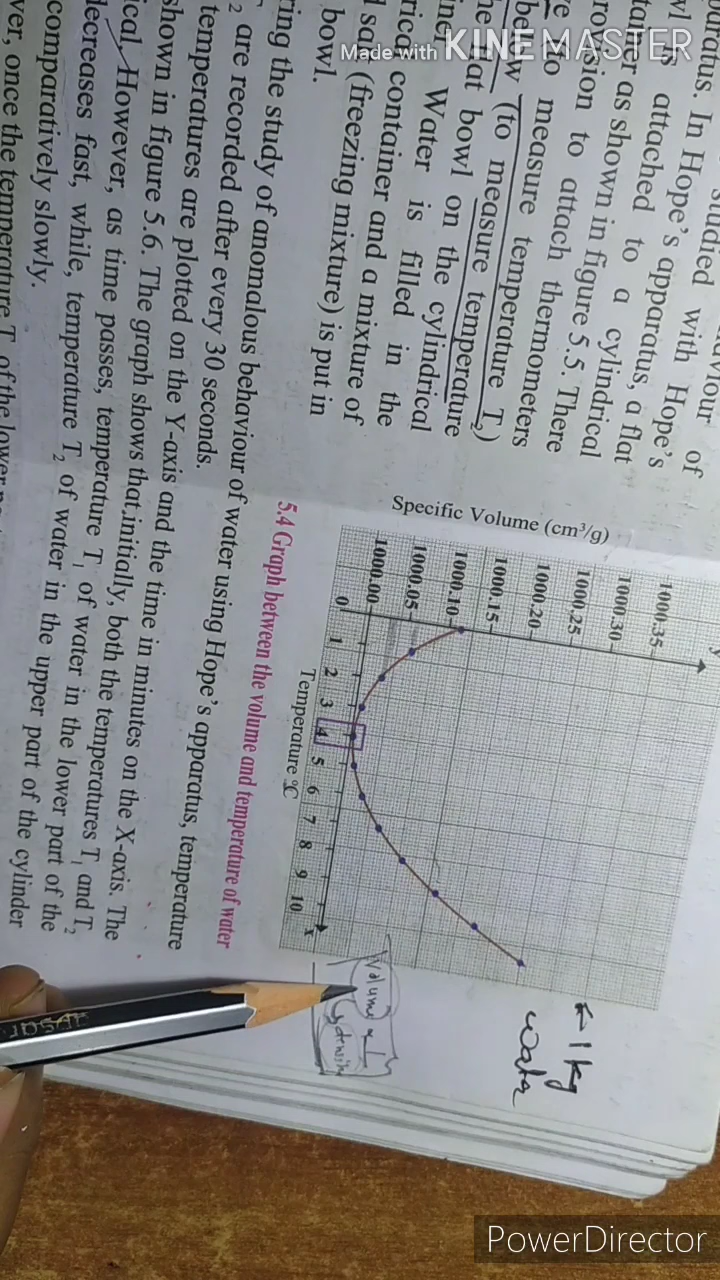 Made with KINEMASTER
studied with Hope's
In Hope's apparatus, a flat
is attached to a cylindrical
as shown in figure 5.5. There
to attach thermometers
to measure temperature
(to measure temperature T₂)
bowl on the cylindrical
Water is filled in the
container and a mixture of
(freezing mixture) is put in
bowl.
the study of anomalous behaviour of water using Hope's apparatus, temperature
are recorded after every 30 seconds.
temperatures are plotted on the Y-axis and the time in minutes on the X-axis. The
shown in figure 5.6. The graph shows that initially, both the temperatures T₁ and T₂
However, as time passes, temperature T₁ of water in the lower part of the
decreases fast, while, temperature T₂ of water in the upper part of the cylinder
comparatively slowly.
once the temperature T of the lower
Y
1000.35
1000.30
1000.25
1000.20
1000.15
1000.10
1000.05
1000.00
Specific Volume (cm³/g)
0 1 2 3 4 5 6 7 8 9 10
x
Temperature °C
5.4 Graph between the volume and temperature of water
1 kg
water
Volume
PowerDirector